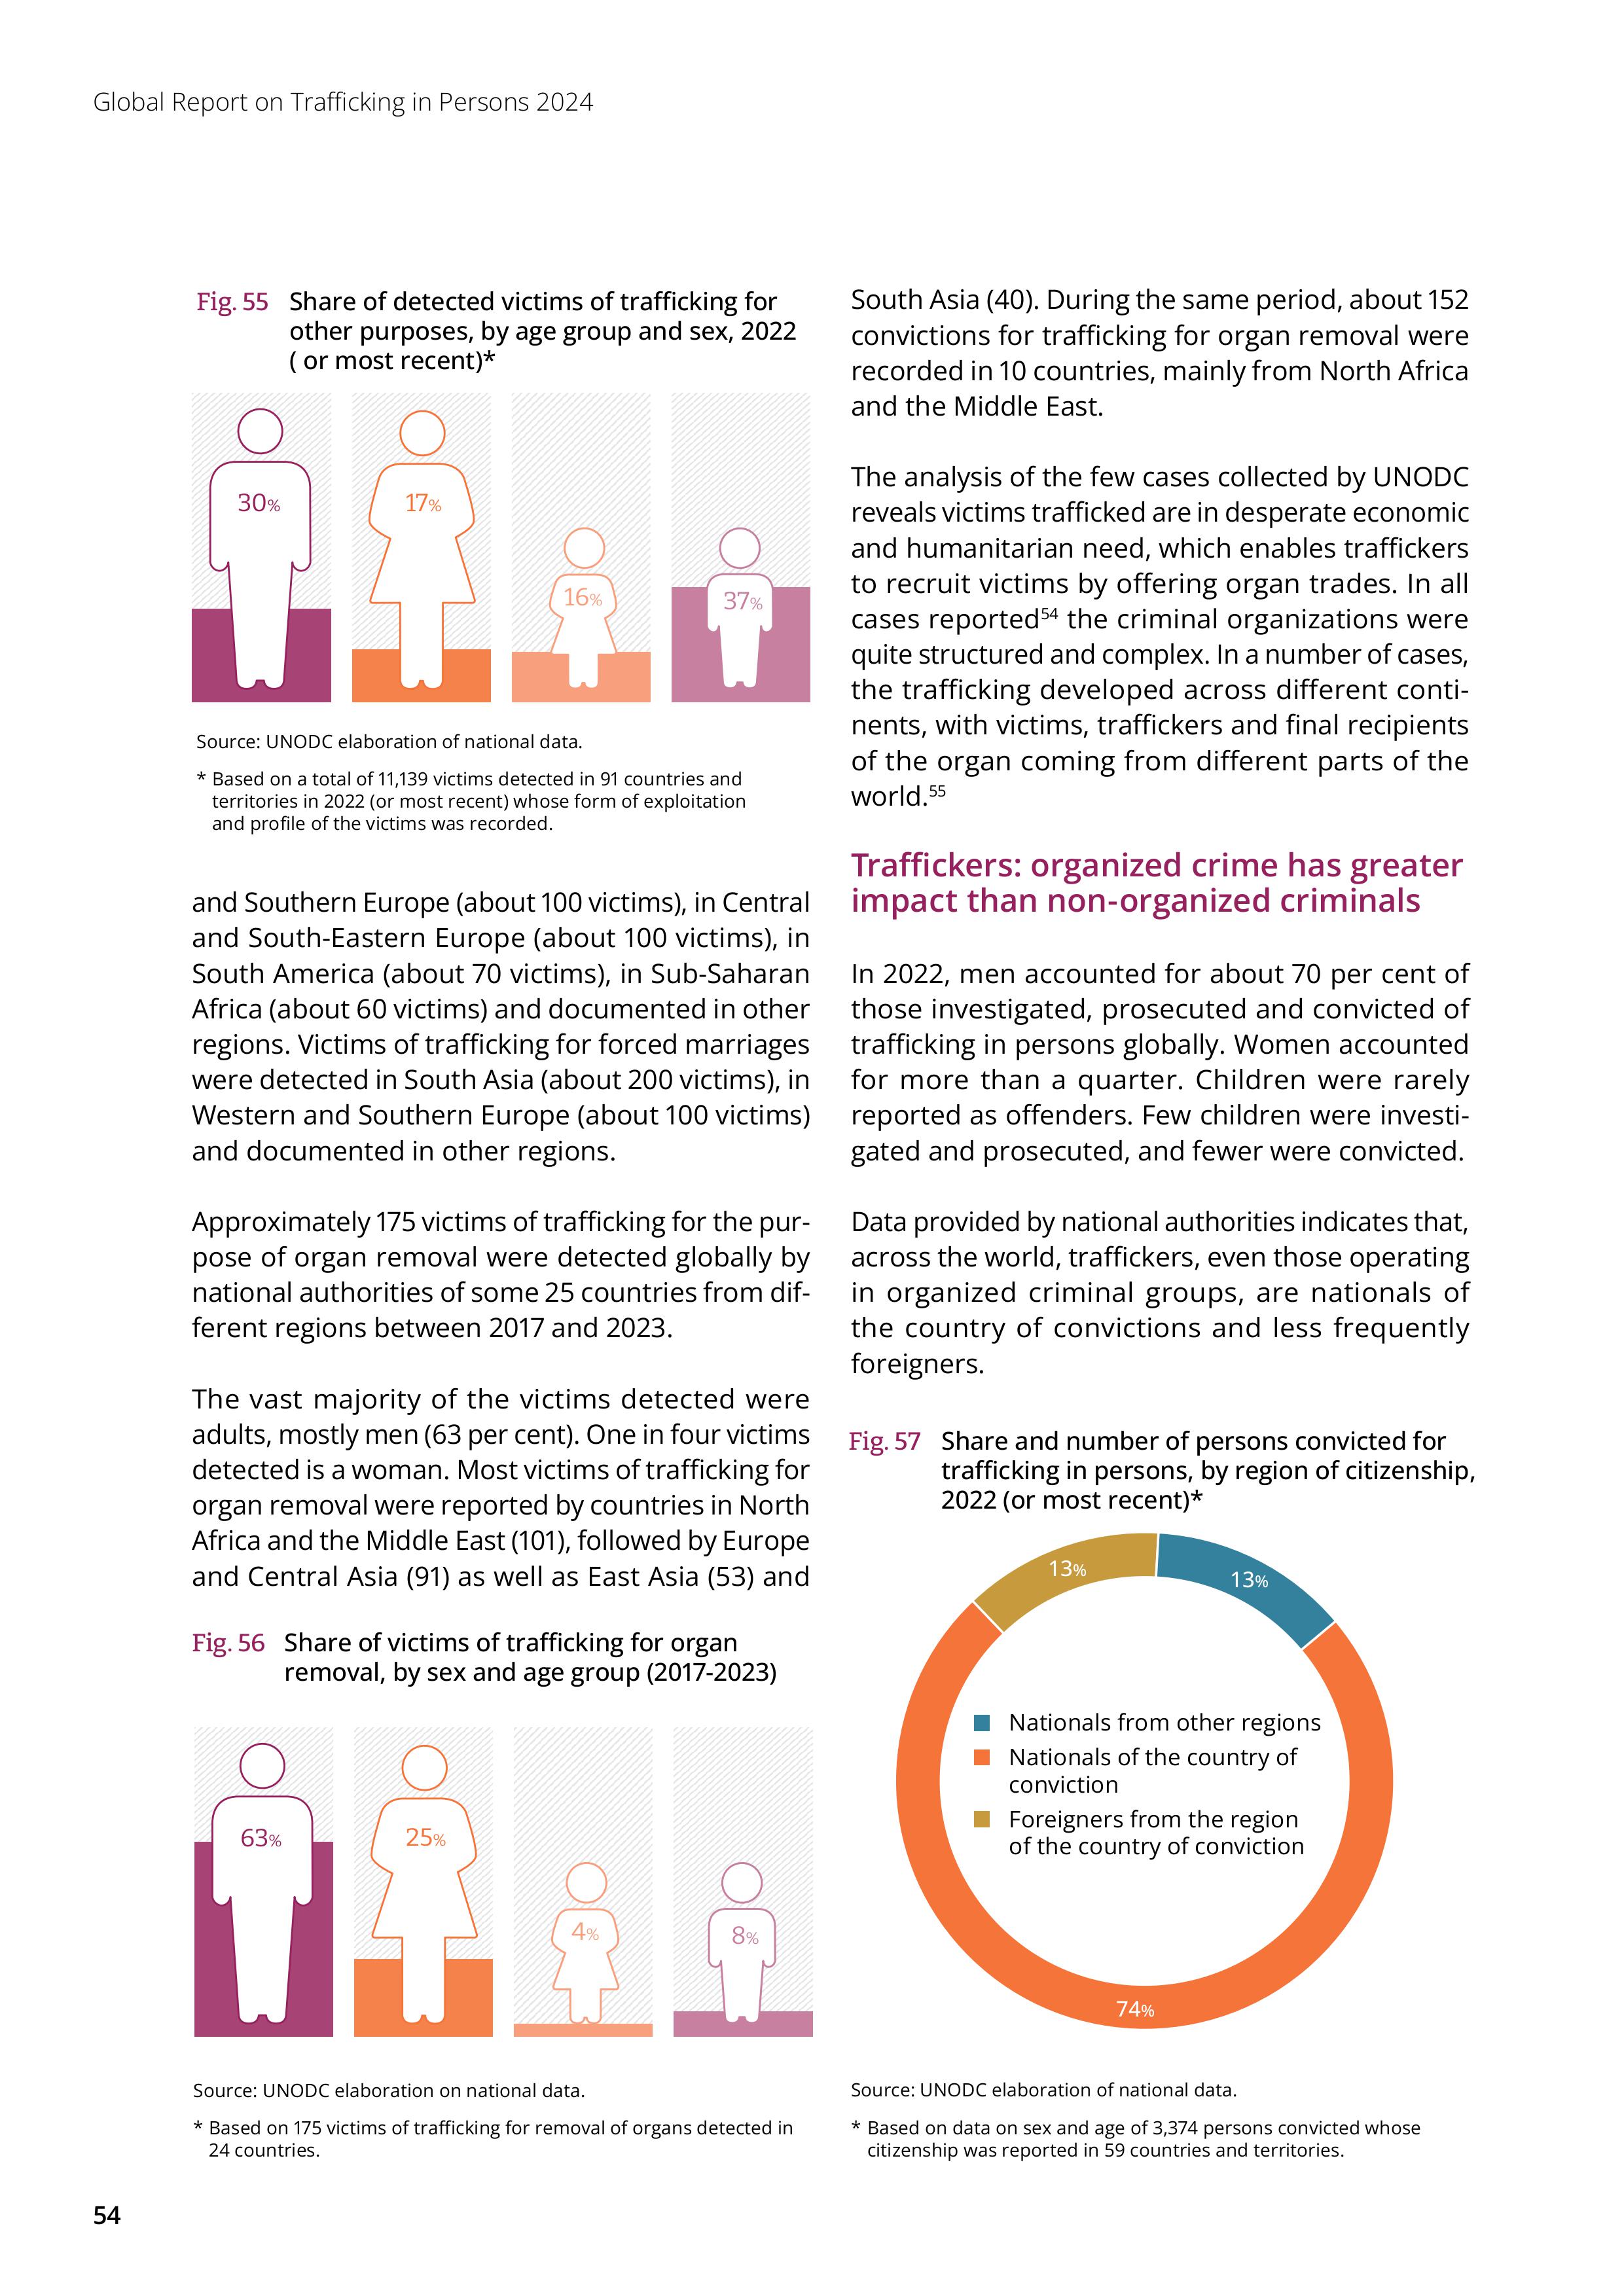 Global Report on Trafficking in Persons 2024
Fig. 55 Share of detected victims of trafficking for
other purposes, by age group and sex, 2022
( or most recent)*
30%
17%
16%
37%
Source: UNODC elaboration of national data.
* Based on a total of 11,139 victims detected in 91 countries and
territories in 2022 (or most recent) whose form of exploitation
and profile of the victims was recorded.
and Southern Europe (about 100 victims), in Central
and South-Eastern Europe (about 100 victims), in
South America (about 70 victims), in Sub-Saharan
Africa (about 60 victims) and documented in other
regions. Victims of trafficking for forced marriages
were detected in South Asia (about 200 victims), in
Western and Southern Europe (about 100 victims)
and documented in other regions.
Approximately 175 victims of trafficking for the pur-
pose of organ removal were detected globally by
national authorities of some 25 countries from dif-
ferent regions between 2017 and 2023.
The vast majority of the victims detected were
adults, mostly men (63 per cent). One in four victims
detected is a woman. Most victims of trafficking for
organ removal were reported by countries in North
Africa and the Middle East (101), followed by Europe
and Central Asia (91) as well as East Asia (53) and
Fig. 56 Share of victims of trafficking for organ
removal, by sex and age group (2017-2023)
63%
25%
4%
8%
Source: UNODC elaboration on national data.
* Based on 175 victims of trafficking for removal of organs detected in
24 countries.
South Asia (40). During the same period, about 152
convictions for trafficking for organ removal were
recorded in 10 countries, mainly from North Africa
and the Middle East.
The analysis of the few cases collected by UNODC
reveals victims trafficked are in desperate economic
and humanitarian need, which enables traffickers
to recruit victims by offering organ trades. In all
cases reported54 the criminal organizations were
quite structured and complex. In a number of cases,
the trafficking developed across different conti-
nents, with victims, traffickers and final recipients
of the organ coming from different parts of the
world.55
Traffickers: organized crime has greater
impact than non-organized criminals
In 2022, men accounted for about 70 per cent of
those investigated, prosecuted and convicted of
trafficking in persons globally. Women accounted
for more than a quarter. Children were rarely
reported as offenders. Few children were investi-
gated and prosecuted, and fewer were convicted.
Data provided by national authorities indicates that,
across the world, traffickers, even those operating
in organized criminal groups, are nationals of
the country of convictions and less frequently
foreigners.
Fig. 57 Share and number of persons convicted for
trafficking in persons, by region of citizenship,
2022 (or most recent)*
13%
13%
Nationals from other regions
Nationals of the country of
conviction
Foreigners from the region
of the country of conviction
74%
Source: UNODC elaboration of national data.
* Based on data on sex and age of 3,374 persons convicted whose
citizenship was reported in 59 countries and territories.
54